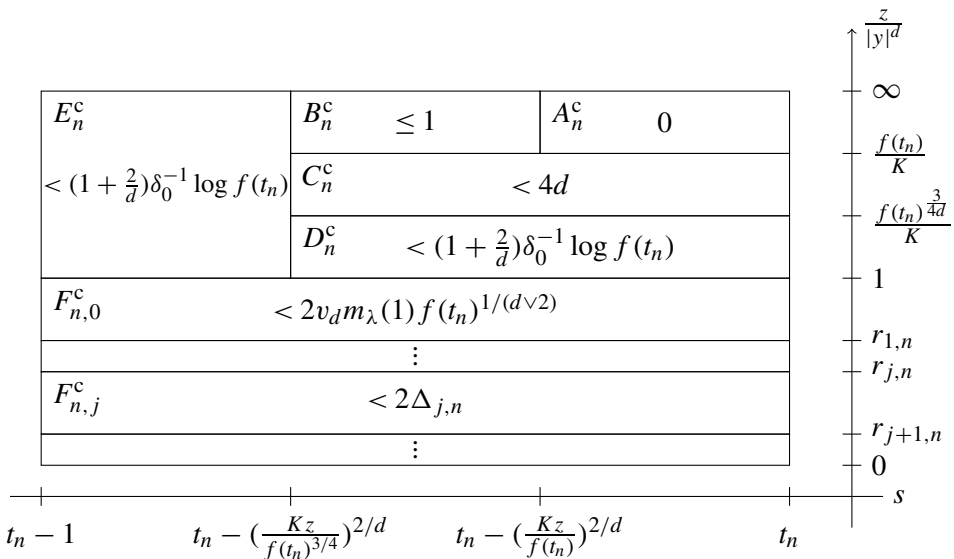 z/|y|^d
E_n^c B_n^c ≤ 1 A_n^c 0 ∞
< (1 + 2/d)δ_0^{-1} log f(t_n) C_n^c < 4d f(t_n)/K
D_n^c < (1 + 2/d)δ_0^{-1} log f(t_n) f(t_n)^{3/(4d)}/K
1
F_{n,0}^c < 2v_d m_λ(1) f(t_n)^{1/(d∨2)}
r_{1,n}
⋮
r_{j,n}
F_{n,j}^c < 2Δ_{j,n}
r_{j+1,n}
⋮
0
s
t_n − 1 t_n − (Kz/f(t_n)^{3/4})^{2/d} t_n − (Kz/f(t_n))^{2/d} t_n